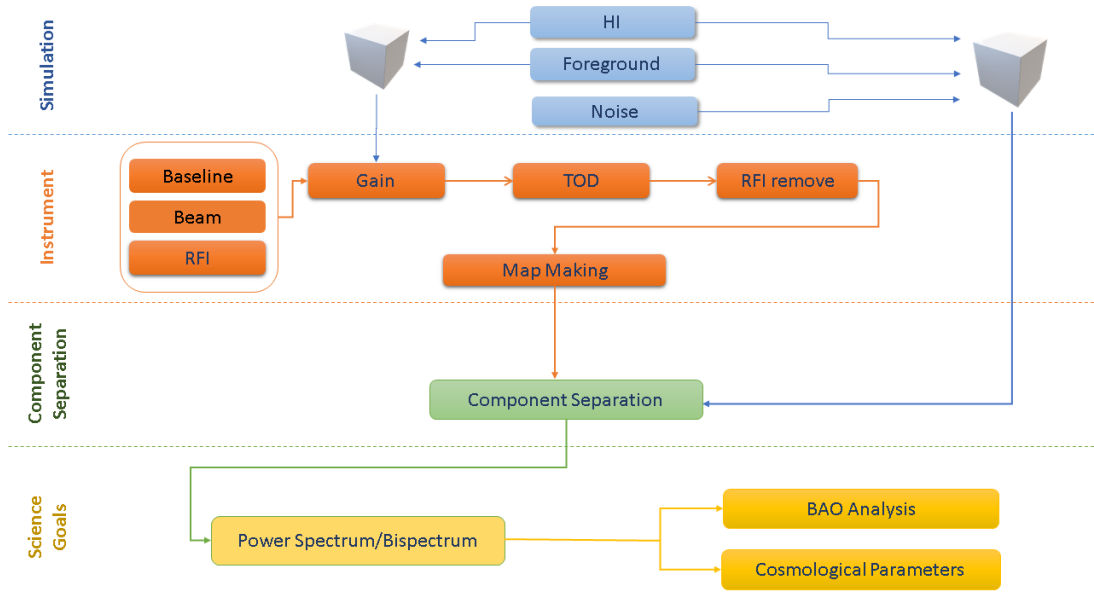 Simulation
HI
Foreground
Noise
Instrument
Baseline
Beam
RFI
Gain
TOD
RFI remove
Map Making
Component
Separation
Component Separation
Science
Goals
Power Spectrum/Bispectrum
BAO Analysis
Cosmological Parameters